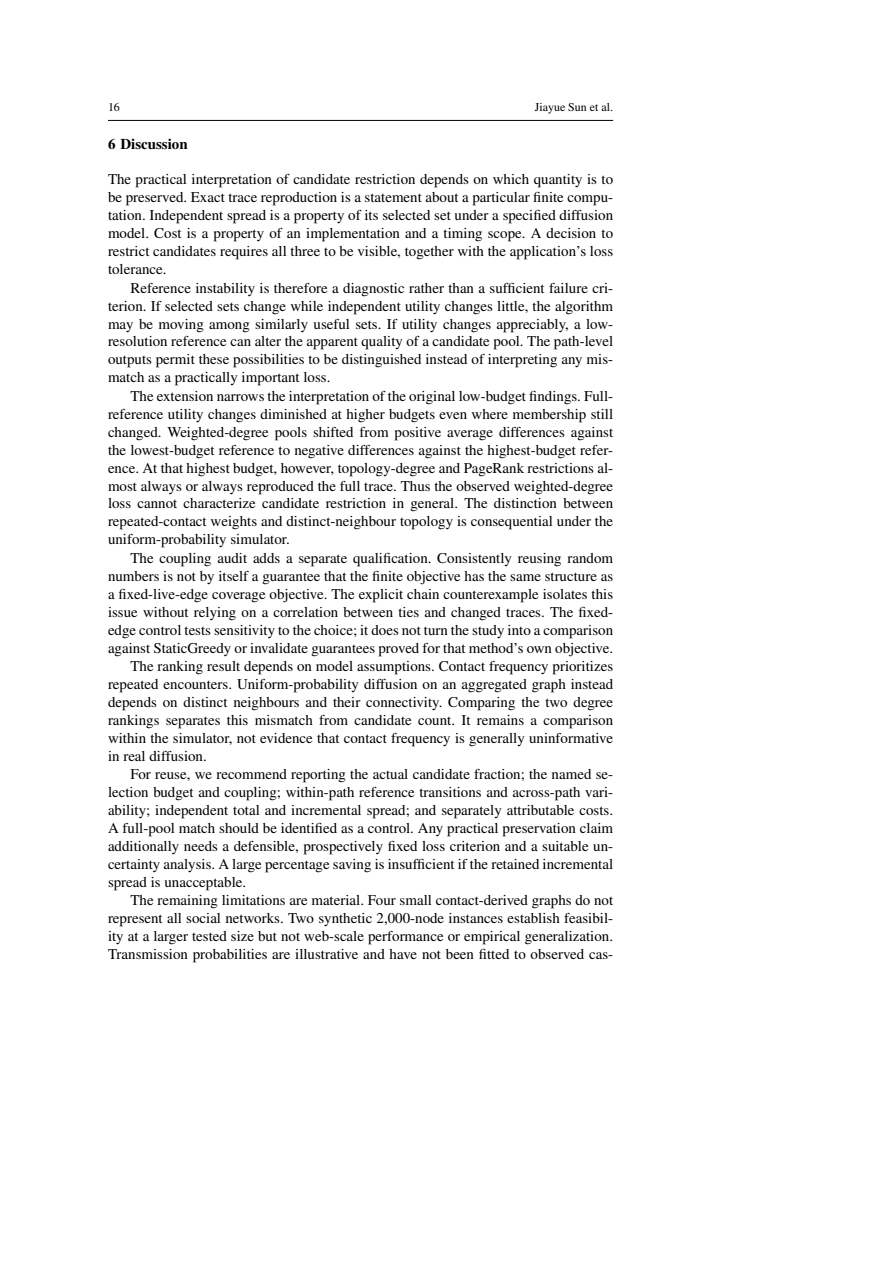 16 Jiayue Sun et al.
6 Discussion
The practical interpretation of candidate restriction depends on which quantity is to
be preserved. Exact trace reproduction is a statement about a particular finite compu-
tation. Independent spread is a property of its selected set under a specified diffusion
model. Cost is a property of an implementation and a timing scope. A decision to
restrict candidates requires all three to be visible, together with the application's loss
tolerance.
Reference instability is therefore a diagnostic rather than a sufficient failure cri-
terion. If selected sets change while independent utility changes little, the algorithm
may be moving among similarly useful sets. If utility changes appreciably, a low-
resolution reference can alter the apparent quality of a candidate pool. The path-level
outputs permit these possibilities to be distinguished instead of interpreting any mis-
match as a practically important loss.
The extension narrows the interpretation of the original low-budget findings. Full-
reference utility changes diminished at higher budgets even where membership still
changed. Weighted-degree pools shifted from positive average differences against
the lowest-budget reference to negative differences against the highest-budget refer-
ence. At that highest budget, however, topology-degree and PageRank restrictions al-
most always or always reproduced the full trace. Thus the observed weighted-degree
loss cannot characterize candidate restriction in general. The distinction between
repeated-contact weights and distinct-neighbour topology is consequential under the
uniform-probability simulator.
The coupling audit adds a separate qualification. Consistently reusing random
numbers is not by itself a guarantee that the finite objective has the same structure as
a fixed-live-edge coverage objective. The explicit chain counterexample isolates this
issue without relying on a correlation between ties and changed traces. The fixed-
edge control tests sensitivity to the choice; it does not turn the study into a comparison
against StaticGreedy or invalidate guarantees proved for that method's own objective.
The ranking result depends on model assumptions. Contact frequency prioritizes
repeated encounters. Uniform-probability diffusion on an aggregated graph instead
depends on distinct neighbours and their connectivity. Comparing the two degree
rankings separates this mismatch from candidate count. It remains a comparison
within the simulator, not evidence that contact frequency is generally uninformative
in real diffusion.
For reuse, we recommend reporting the actual candidate fraction; the named se-
lection budget and coupling; within-path reference transitions and across-path vari-
ability; independent total and incremental spread; and separately attributable costs.
A full-pool match should be identified as a control. Any practical preservation claim
additionally needs a defensible, prospectively fixed loss criterion and a suitable un-
certainty analysis. A large percentage saving is insufficient if the retained incremental
spread is unacceptable.
The remaining limitations are material. Four small contact-derived graphs do not
represent all social networks. Two synthetic 2,000-node instances establish feasibil-
ity at a larger tested size but not web-scale performance or empirical generalization.
Transmission probabilities are illustrative and have not been fitted to observed cas-